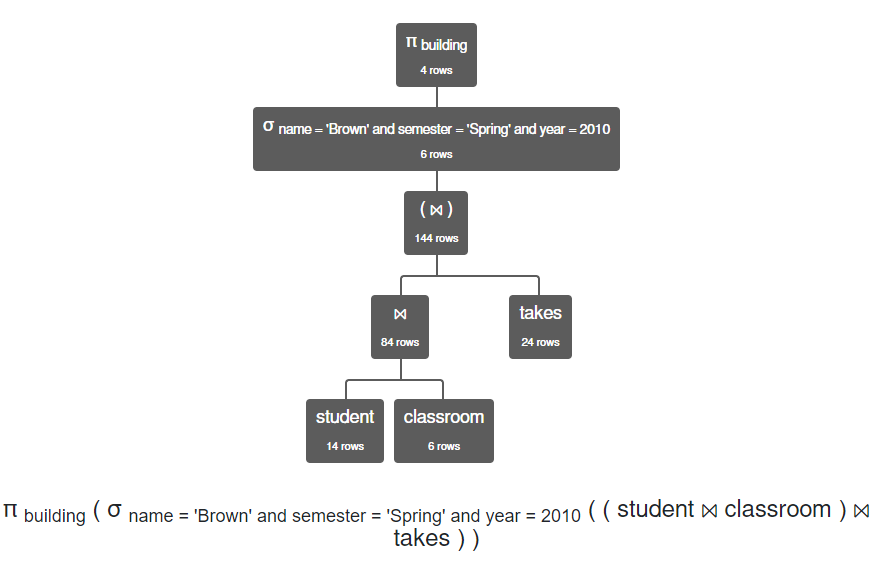 π building
4 rows
σ name = 'Brown' and semester = 'Spring' and year = 2010
6 rows
( ⋈ )
144 rows
⋈
84 rows
takes
24 rows
student
14 rows
classroom
6 rows
π building ( σ name = 'Brown' and semester = 'Spring' and year = 2010 ( ( student ⋈ classroom ) ⋈
takes ) )